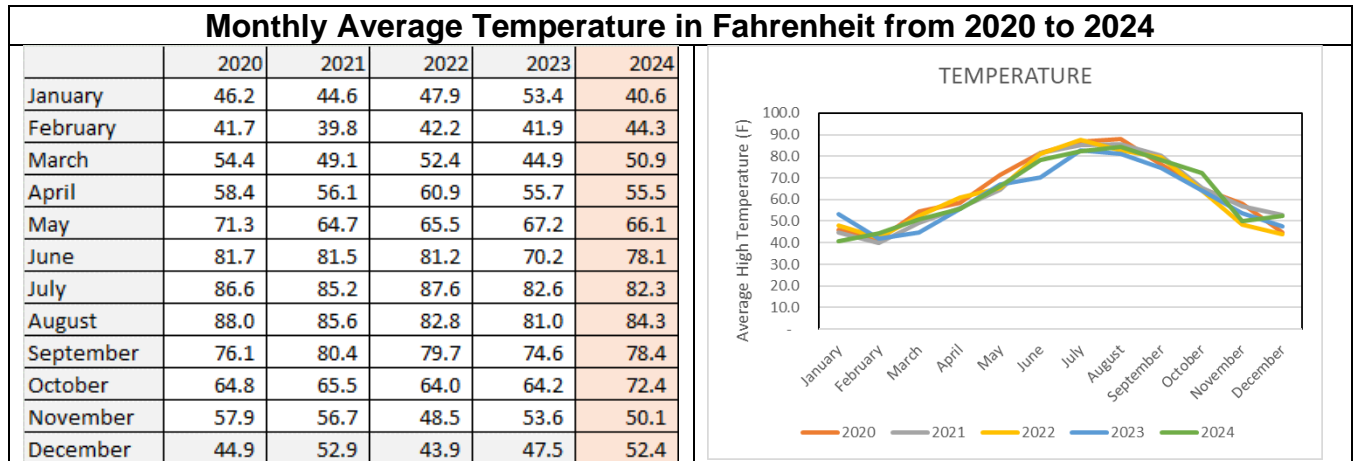 Monthly Average Temperature in Fahrenheit from 2020 to 2024
2020 2021 2022 2023 2024
January 46.2 44.6 47.9 53.4 40.6
February 41.7 39.8 42.2 41.9 44.3
March 54.4 49.1 52.4 44.9 50.9
April 58.4 56.1 60.9 55.7 55.5
May 71.3 64.7 65.5 67.2 66.1
June 81.7 81.5 81.2 70.2 78.1
July 86.6 85.2 87.6 82.6 82.3
August 88.0 85.6 82.8 81.0 84.3
September 76.1 80.4 79.7 74.6 78.4
October 64.8 65.5 64.0 64.2 72.4
November 57.9 56.7 48.5 53.6 50.1
December 44.9 52.9 43.9 47.5 52.4
TEMPERATURE
Average High Temperature (F)
100.0
90.0
80.0
70.0
60.0
50.0
40.0
30.0
20.0
10.0
-
January February March April May June July August September October November December
2020 2021 2022 2023 2024